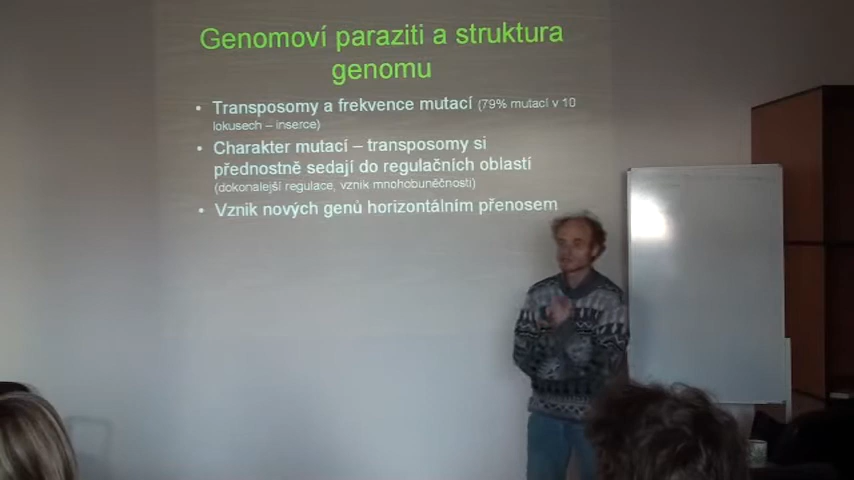 Genomoví paraziti a struktura
genomu
• Transposomy a frekvence mutací (79% mutací v 10
lokusech – inserce)
• Charakter mutací – transposomy si
přednostně sedají do regulačních oblastí
(dokonalejší regulace, vznik mnohobuněčnosti)
• Vznik nových genů horizontálním přenosem